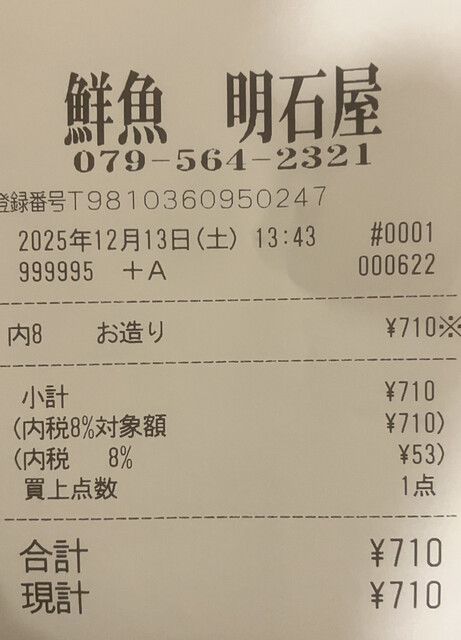 鮮魚 明石屋
079-564-2321
登録番号T9810360950247
2025年12月13日(土) 13:43 #0001
999995 +A 000622
内8 お造り ¥710※
小計 ¥710
(内税8%対象額 ¥710)
(内税 8% ¥53)
買上点数 1点
合計 ¥710
現計 ¥710